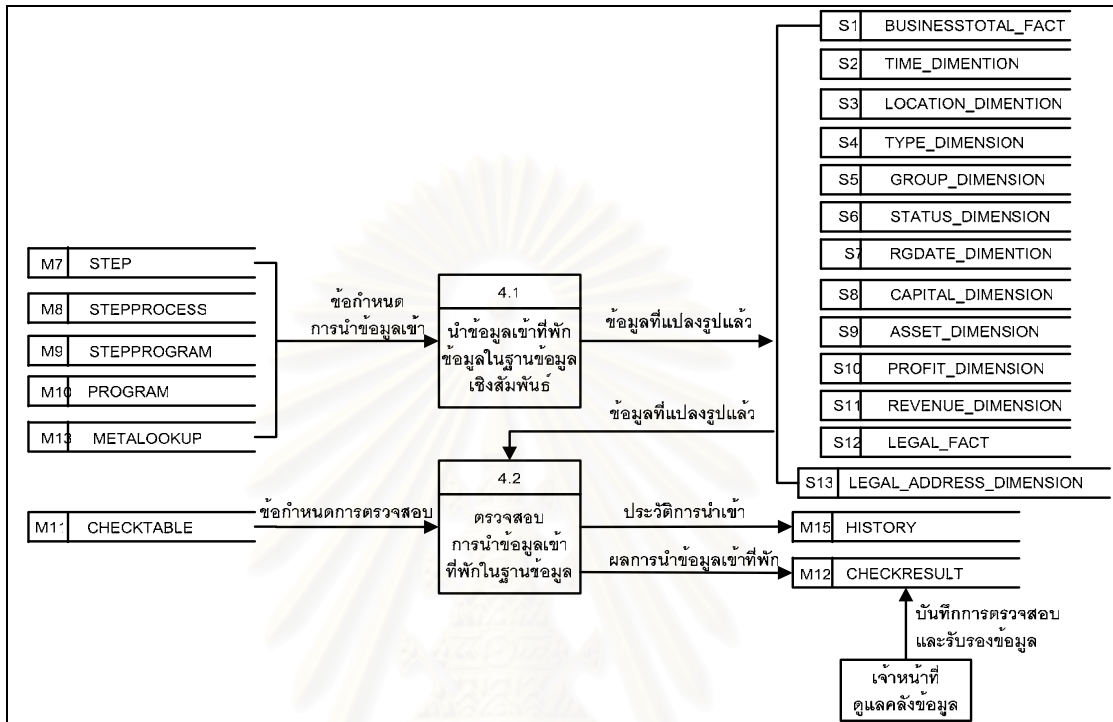 S1 BUSINESSTOTAL_FACT
S2 TIME_DIMENTION
S3 LOCATION_DIMENTION
S4 TYPE_DIMENSION
S5 GROUP_DIMENSION
S6 STATUS_DIMENSION
S7 RGDATE_DIMENTION
S8 CAPITAL_DIMENSION
S9 ASSET_DIMENSION
S10 PROFIT_DIMENSION
S11 REVENUE_DIMENSION
S12 LEGAL_FACT
S13 LEGAL_ADDRESS_DIMENSION
M7 STEP
M8 STEPPROCESS
M9 STEPPROGRAM
M10 PROGRAM
M13 METALOOKUP
ข้อกำหนด
การนำข้อมูลเข้า
4.1
นำข้อมูลเข้าที่พัก
ข้อมูลในฐานข้อมูล
เชิงสัมพันธ์
ข้อมูลที่แปลงรูปแล้ว
ข้อมูลที่แปลงรูปแล้ว
M11 CHECKTABLE
ข้อกำหนดการตรวจสอบ
4.2
ตรวจสอบ
การนำข้อมูลเข้า
ที่พักในฐานข้อมูล
ประวัติการนำเข้า
M15 HISTORY
ผลการนำข้อมูลเข้าที่พัก
M12 CHECKRESULT
บันทึกการตรวจสอบ
และรับรองข้อมูล
เจ้าหน้าที่
ดูแลคลังข้อมูล